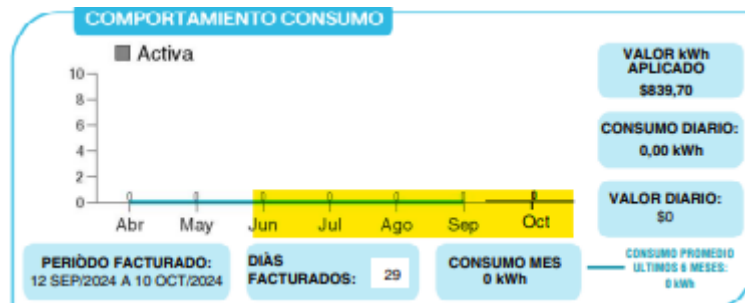 COMPORTAMIENTO CONSUMO
Activa
10
8
6
4
2
0
0 0 0 0 0 0 0
Abr May Jun Jul Ago Sep Oct
VALOR kWh
APLICADO
$839,70
CONSUMO DIARIO:
0,00 kWh
VALOR DIARIO:
$0
PERIÒDO FACTURADO:
12 SEP/2024 A 10 OCT/2024
DIÀS
FACTURADOS:
29
CONSUMO MES
0 kWh
CONSUMO PROMEDIO
ULTIMOS 6 MESES:
0 kWh